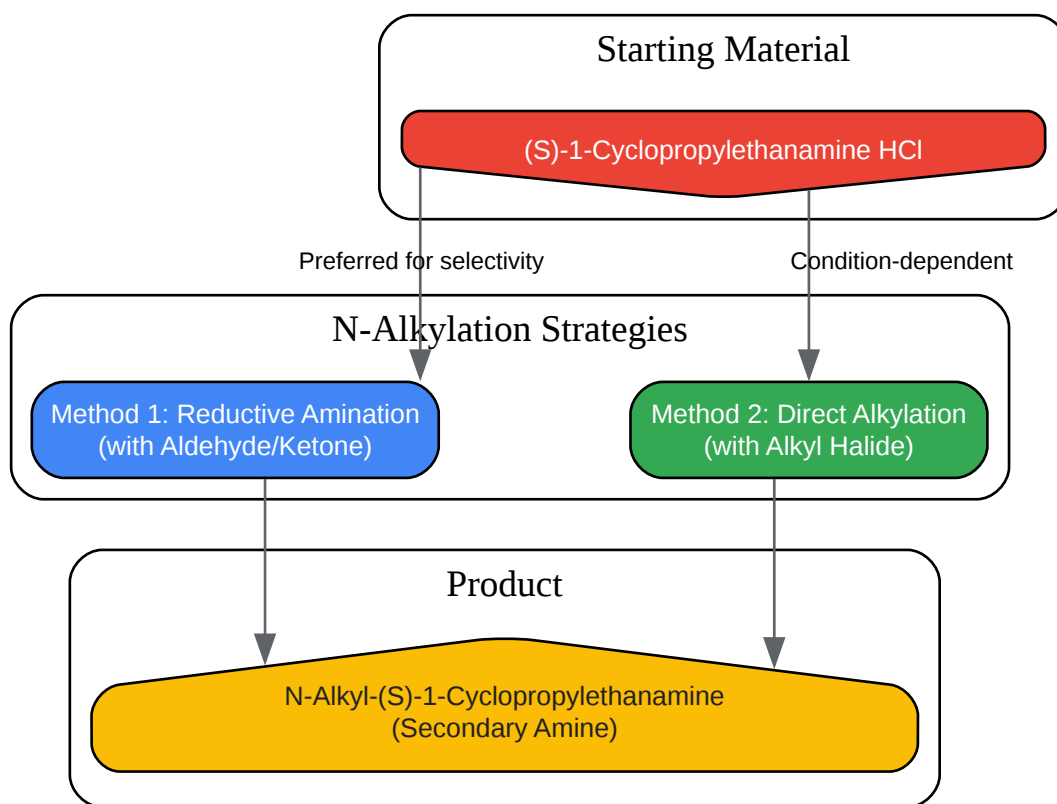 Starting Material
(S)-1-Cyclopropylethanamine HCl
Preferred for selectivity
Condition-dependent
N-Alkylation Strategies
Method 1: Reductive Amination
(with Aldehyde/Ketone)
Method 2: Direct Alkylation
(with Alkyl Halide)
Product
N-Alkyl-(S)-1-Cyclopropylethanamine
(Secondary Amine)